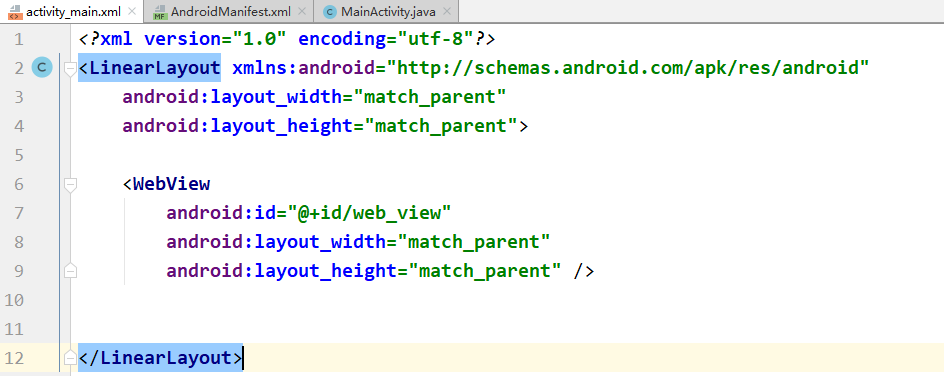 activity_main.xml AndroidManifest.xml MainActivity.java
1 <?xml version="1.0" encoding="utf-8"?>
2 <LinearLayout xmlns:android="http://schemas.android.com/apk/res/android"
3 android:layout_width="match_parent"
4 android:layout_height="match_parent">
5
6 <WebView
7 android:id="@+id/web_view"
8 android:layout_width="match_parent"
9 android:layout_height="match_parent" />
10
11
12 </LinearLayout>